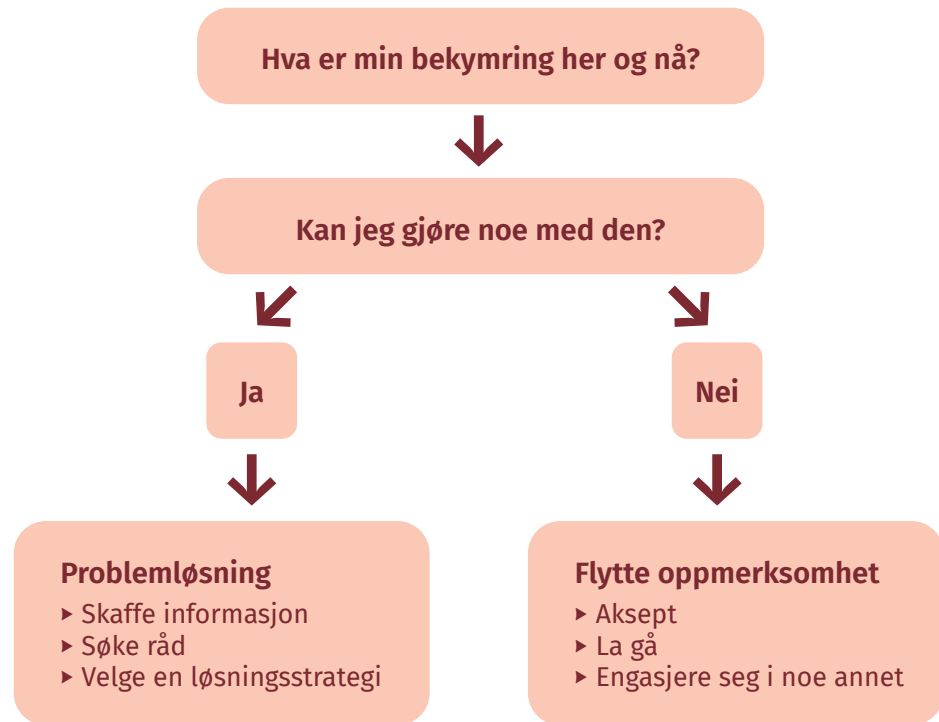 Hva er min bekymring her og nå?
Kan jeg gjøre noe med den?
Ja
Nei
Problemløsning
▸ Skaffe informasjon
▸ Søke råd
▸ Velge en løsningsstrategi
Flytte oppmerksomhet
▸ Aksept
▸ La gå
▸ Engasjere seg i noe annet